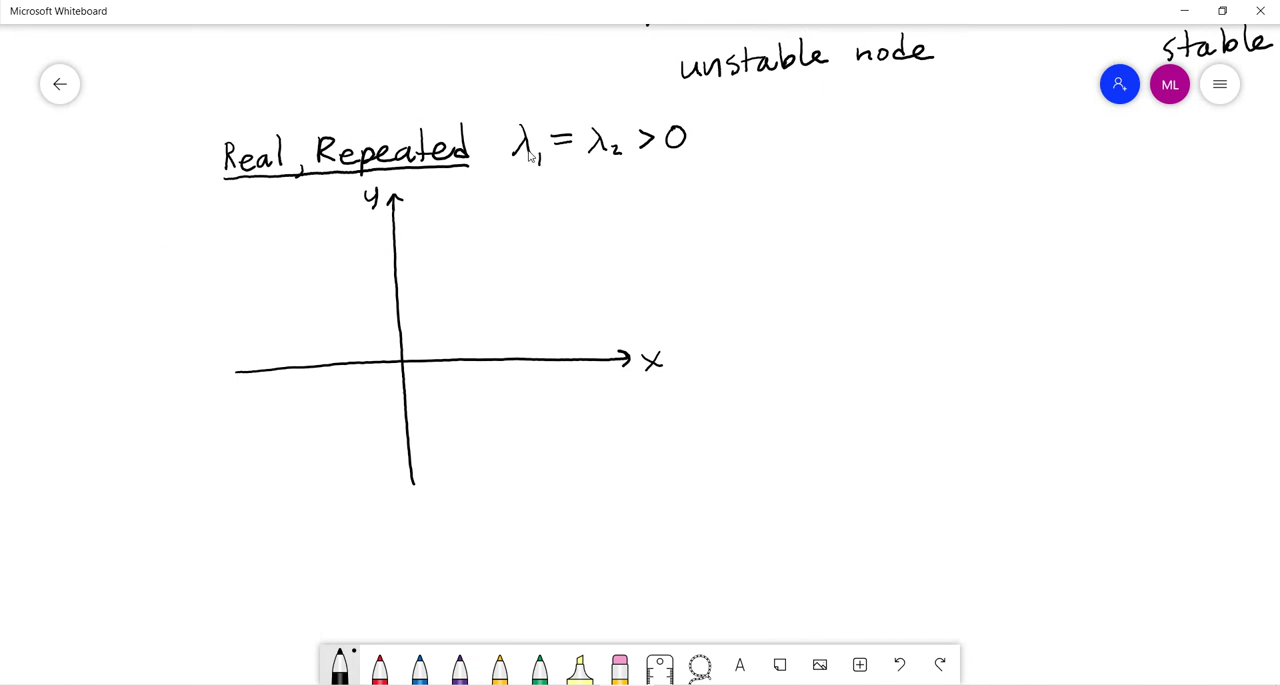 Microsoft Whiteboard
unstable node
stable
ML
Real, Repeated λ₁ = λ₂ > 0
y
x
A